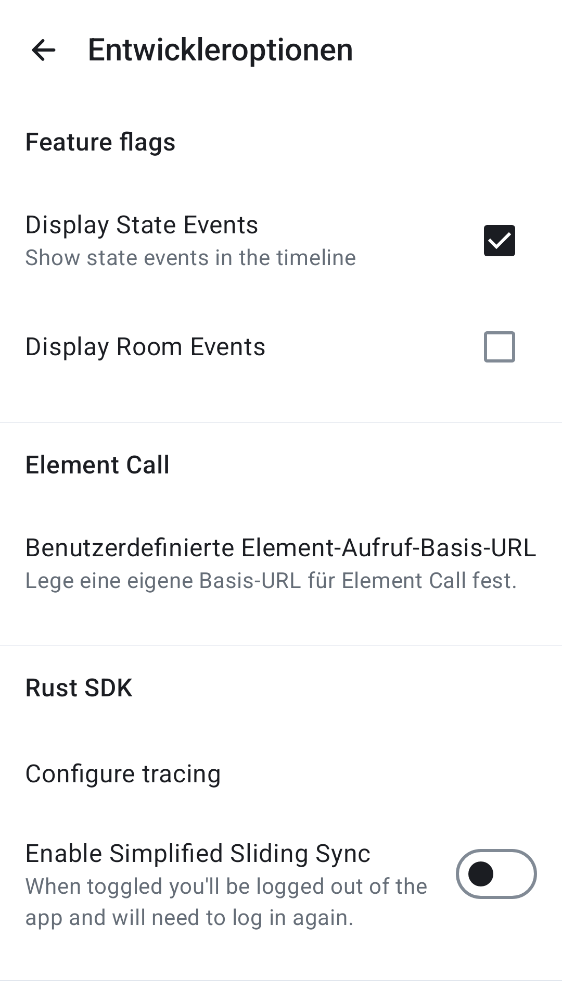 Entwickleroptionen
Feature flags
Display State Events
Show state events in the timeline
Display Room Events
Element Call
Benutzerdefinierte Element-Aufruf-Basis-URL
Lege eine eigene Basis-URL für Element Call fest.
Rust SDK
Configure tracing
Enable Simplified Sliding Sync
When toggled you'll be logged out of the
app and will need to log in again.